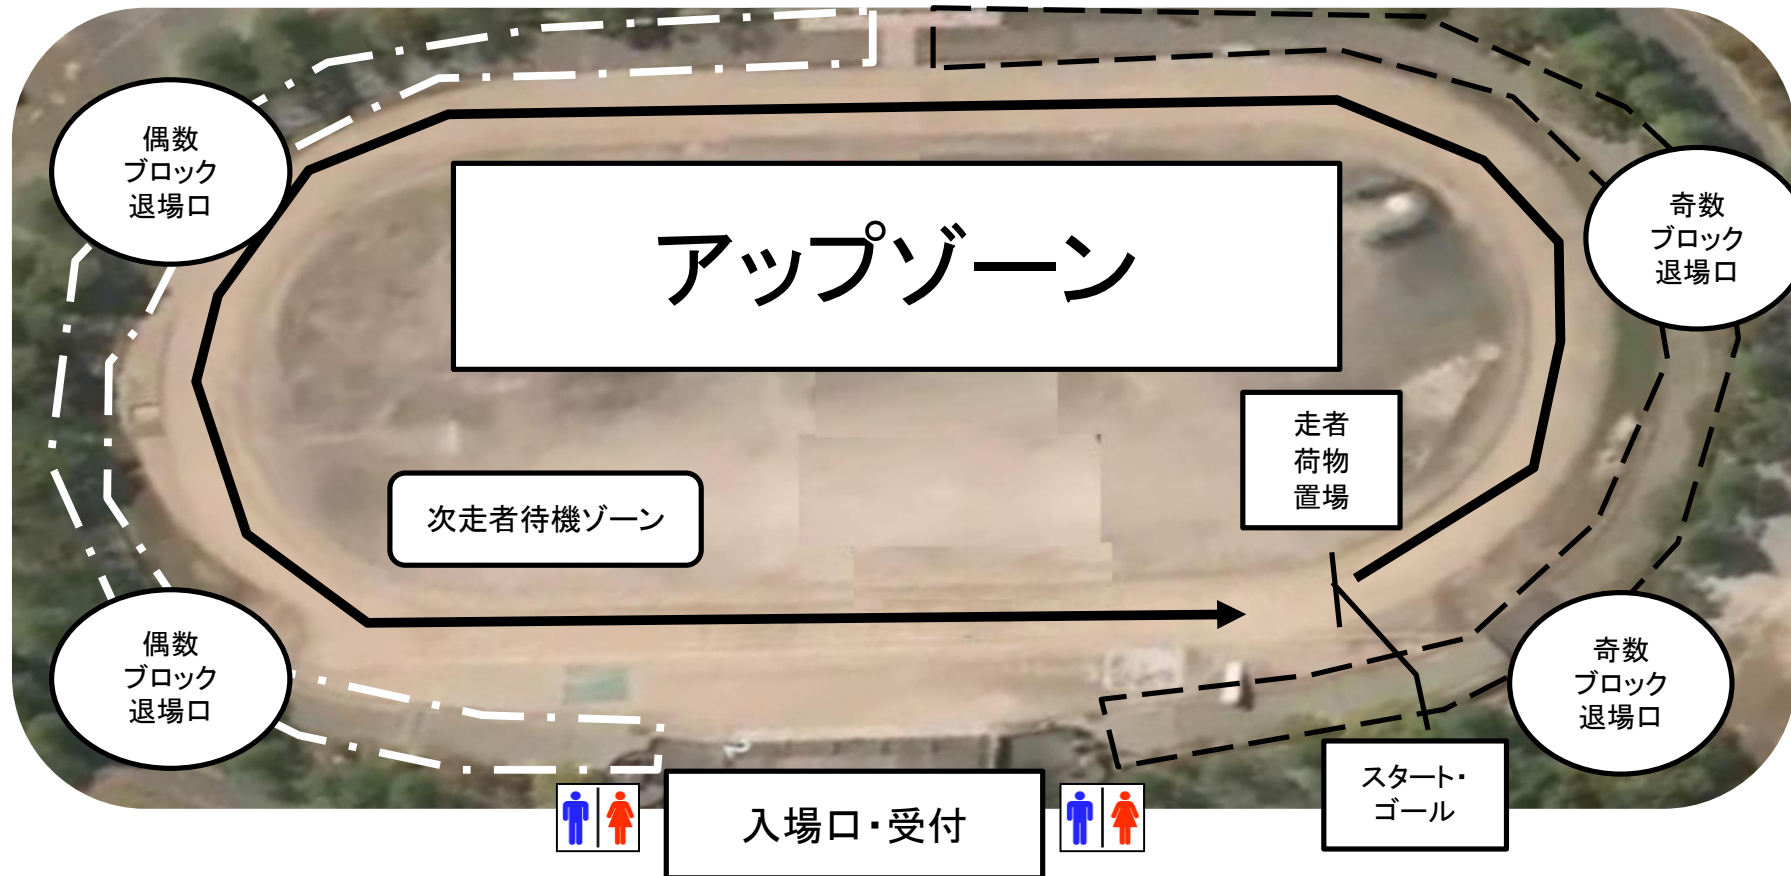 偶数
ブロック
退場口
アップゾーン
奇数
ブロック
退場口
走者
荷物
置場
次走者待機ゾーン
偶数
ブロック
退場口
奇数
ブロック
退場口
スタート・
ゴール
入場口・受付